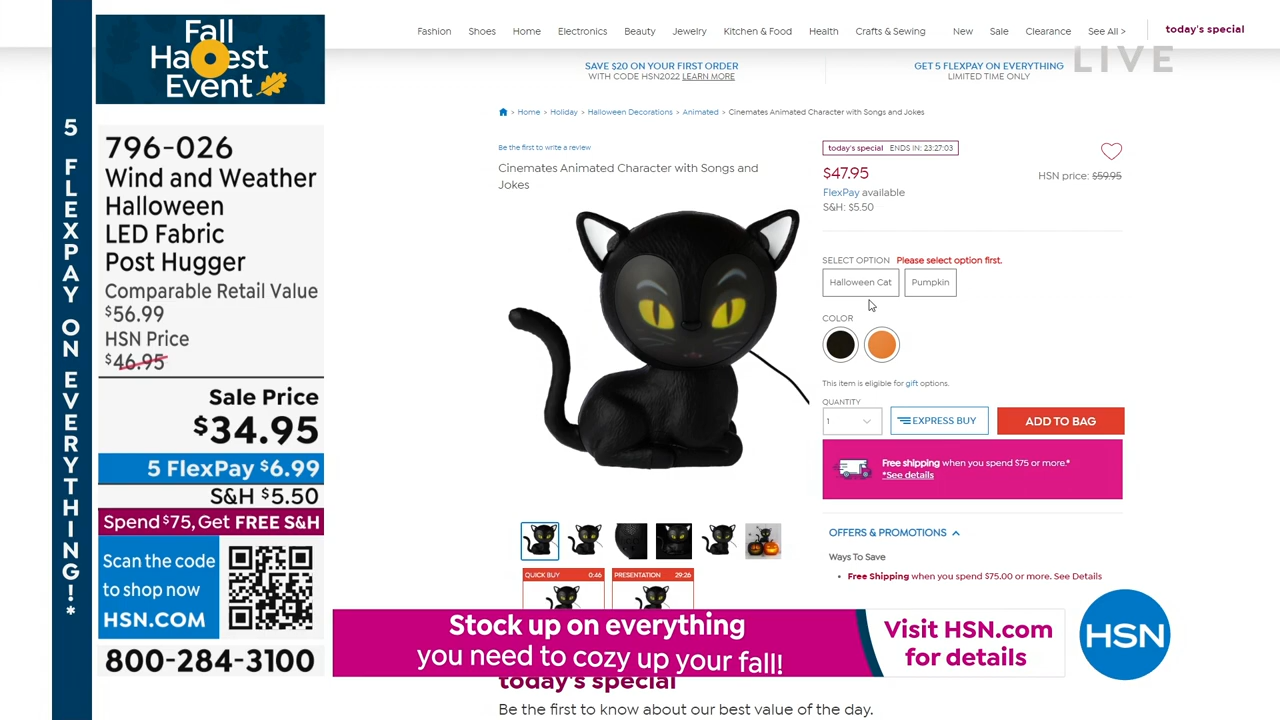 Fall
Harvest
Event
5 FLEXPAY ON EVERYTHING!*
796-026
Wind and Weather
Halloween
LED Fabric
Post Hugger
Comparable Retail Value
$56.99
HSN Price
$46.95
Sale Price
$34.95
5 FlexPay $6.99
S&H $5.50
Spend $75, Get FREE S&H
Scan the code
to shop now
HSN.COM
800-284-3100
Fashion Shoes Home Electronics Beauty Jewelry Kitchen & Food Health Crafts & Sewing New Sale Clearance See All > today's special
LIVE
SAVE $20 ON YOUR FIRST ORDER
WITH CODE HSN2022 LEARN MORE
GET 5 FLEXPAY ON EVERYTHING
LIMITED TIME ONLY
> Home > Holiday > Halloween Decorations > Animated > Cinemates Animated Character with Songs and Jokes
Be the first to write a review
Cinemates Animated Character with Songs and
Jokes
today's special ENDS IN: 23:27:03
$47.95
HSN price: $59.95
FlexPay available
S&H: $5.50
SELECT OPTION Please select option first.
Halloween Cat Pumpkin
COLOR
This item is eligible for gift options.
QUANTITY
1
EXPRESS BUY
ADD TO BAG
Free shipping when you spend $75 or more.*
*See details
OFFERS & PROMOTIONS
Ways To Save
• Free Shipping when you spend $75.00 or more. See Details
QUICK BUY 0:46
PRESENTATION 29:26
Stock up on everything
you need to cozy up your fall!
Visit HSN.com
for details
HSN
today's special
Be the first to know about our best value of the day.